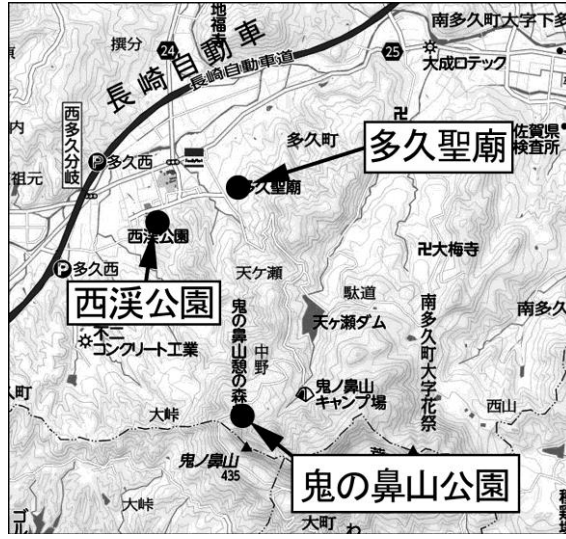 地福寺
南多久町大字下多
撰分
24
長崎自動車
長崎自動車道
25
大成ロテック
西多久分岐
P多久西
FamilyMart
多久町
多久聖廟
佐賀県
検査所
祖元
多久聖廟
西渓公園
卍大梅寺
P多久西
天ケ瀬
西渓公園
駄道
天ケ瀬ダム
南多久町大字花祭
南多久
鬼の鼻山憩の森
中野
不二
コンクリート工業
鬼ノ鼻山
キャンプ場
大峠
西山
鬼ノ鼻山
435
鬼の鼻山公園
大峠
大町
ゴル